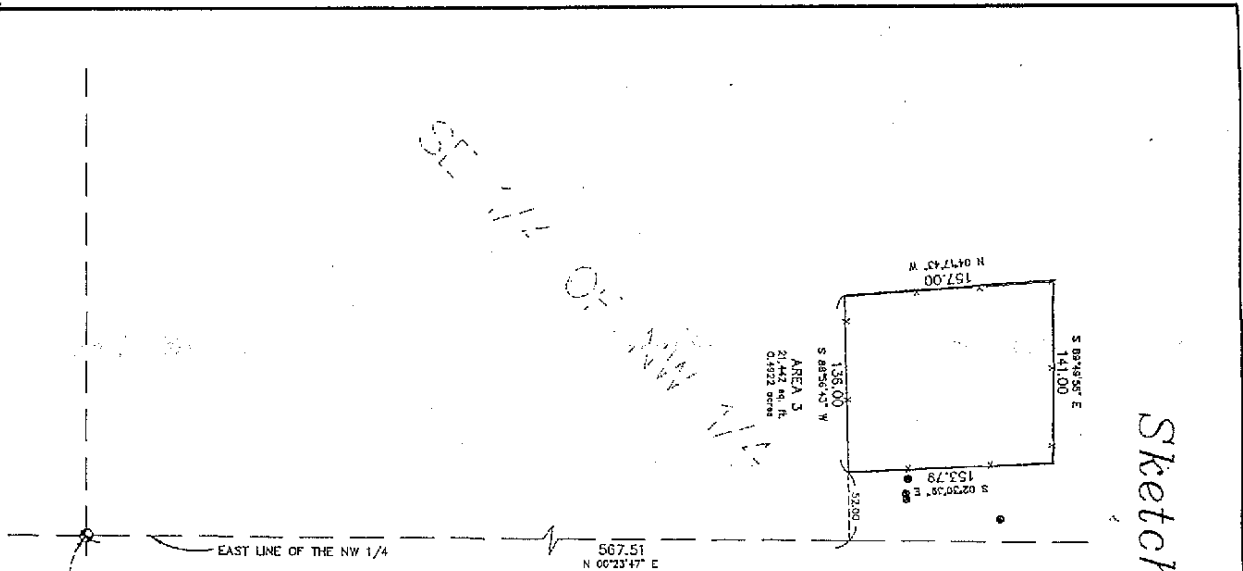 SE 1/4 OF NW 1/4
N 04°17'43" W
157.00
S 89°49'55" E
141.00
136.00
S 88°56'43" W
AREA 3
21,442 sq. ft.
0.4922 acres
153.79
S 02°30'39" E
52.00
EAST LINE OF THE NW 1/4
567.51
N 00°23'47" E
Sketch